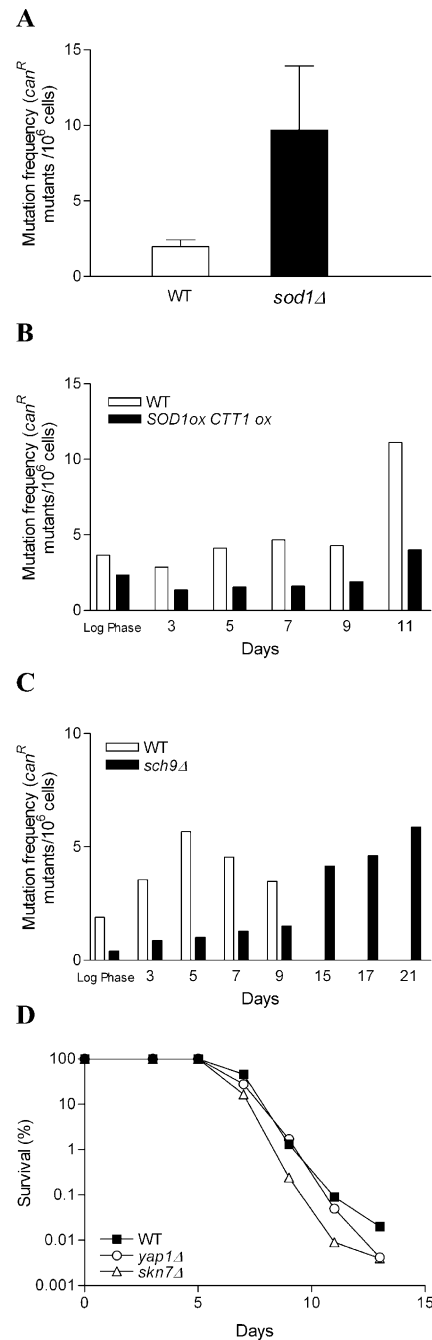 A
Mutation frequency (can^R
mutants /10^6 cells)
15
10
5
0
WT
sod1Δ
B
Mutation frequency (can^R
mutants/10^6 cells)
15
10
5
0
WT
SOD1ox CTT1 ox
Log Phase 3 5 7 9 11
Days
C
Mutation frequency (can^R
mutants/10^6 cells)
10
5
0
WT
sch9Δ
Log Phase 3 5 7 9 15 17 21
Days
D
Survival (%)
100
10
1
0.1
0.01
0.001
WT
yap1Δ
skn7Δ
0 5 10 15
Days